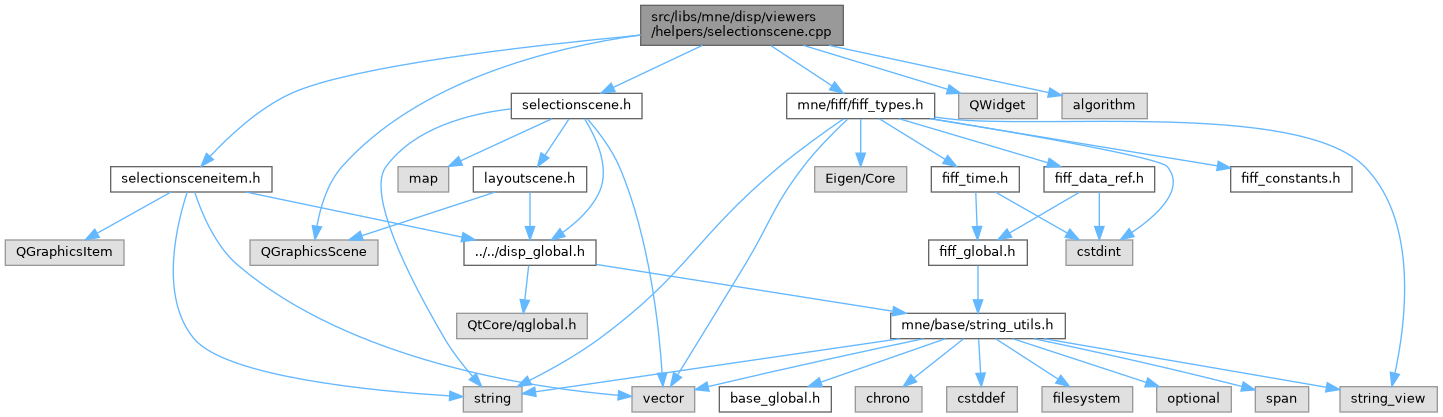 src/libs/mne/disp/viewers
/helpers/selectionscene.cpp
selectionscene.h
mne/fiff/fiff_types.h
QWidget
algorithm
selectionsceneitem.h
map
layoutscene.h
Eigen/Core
fiff_time.h
fiff_data_ref.h
fiff_constants.h
QGraphicsItem
QGraphicsScene
../../disp_global.h
fiff_global.h
cstdint
QtCore/qglobal.h
mne/base/string_utils.h
string
vector
base_global.h
chrono
cstddef
filesystem
optional
span
string_view